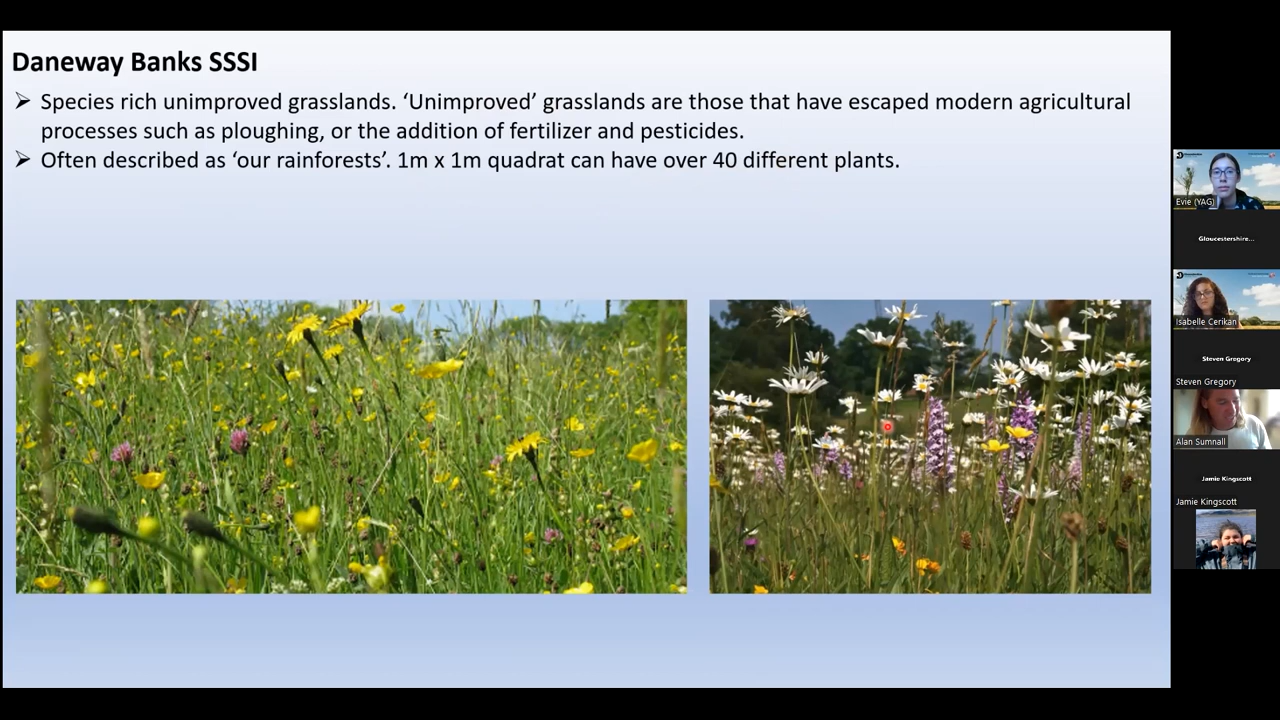 Daneway Banks SSSI
➢ Species rich unimproved grasslands. ‘Unimproved’ grasslands are those that have escaped modern agricultural
processes such as ploughing, or the addition of fertilizer and pesticides.
➢ Often described as ‘our rainforests’. 1m x 1m quadrat can have over 40 different plants.
Evie (YAG)
Gloucestershire...
Isabelle Cerikan
Steven Gregory
Steven Gregory
Alan Sumnall
Jamie Kingscott
Jamie Kingscott